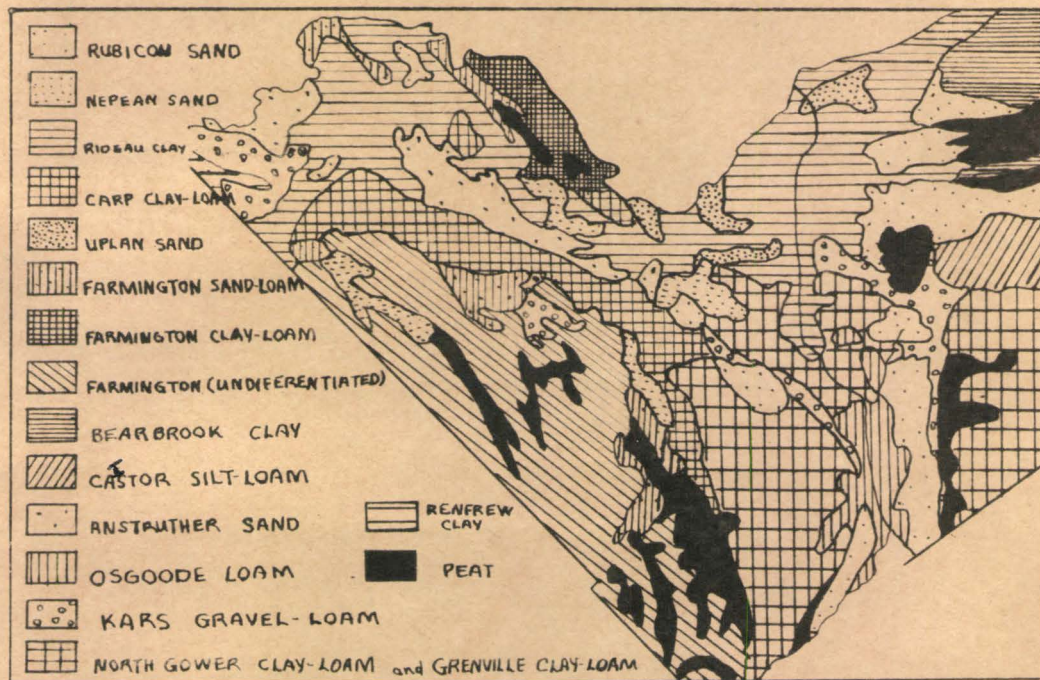 RUBICON SAND
NEPEAN SAND
RIDEAU CLAY
CARP CLAY-LOAM
UPLAN SAND
FARMINGTON SAND-LOAM
FARMINGTON CLAY-LOAM
FARMINGTON (UNDIFERENTIATED)
BEARBROOK CLAY
CASTOR SILT-LOAM
ANSTRUTHER SAND
OSGOODE LOAM
KARS GRAVEL-LOAM
NORTH GOWER CLAY-LOAM and GRENVILLE CLAY-LOAM
RENFREW
CLAY
PEAT